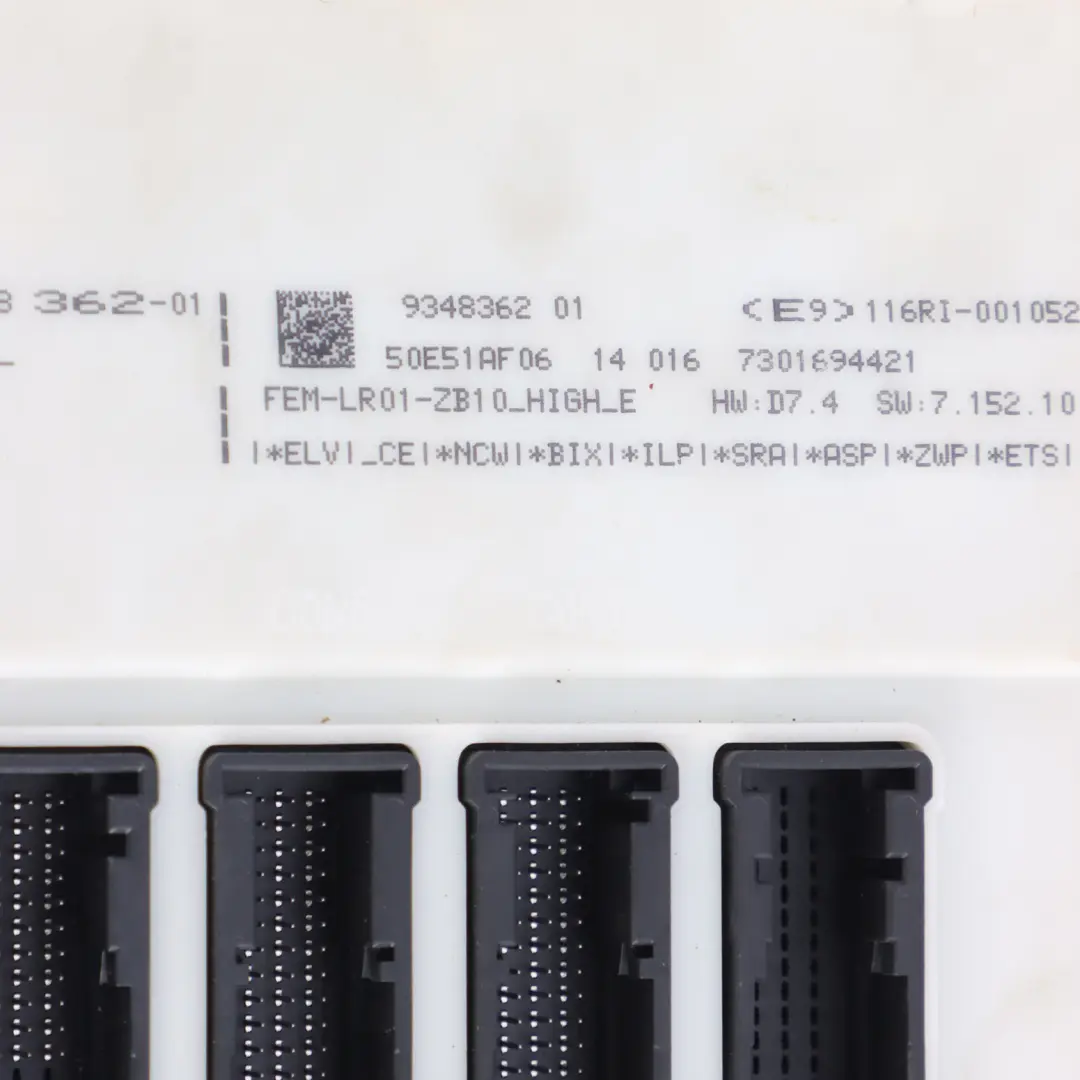 362-01
9348362 01 <E9>116RI-001052
50E51AF06 14 016 7301694421
FEM-LR01-ZB10_HIGH_E HW:D7.4 SW:7.152.10
|*ELV|_CE|*NCW|*BIX|*ILP|*SRA|*ASP|*ZWP|*ETS|